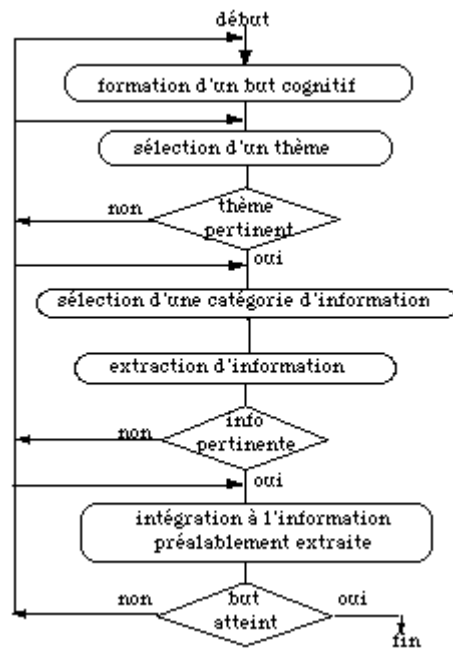 début
formation d'un but cognitif
sélection d'un thème
non
thème
pertinent
oui
sélection d'une catégorie d'information
extraction d'information
non
info
pertinente
oui
intégration à l'information
préalablement extraite
non
but
atteint
oui
fin